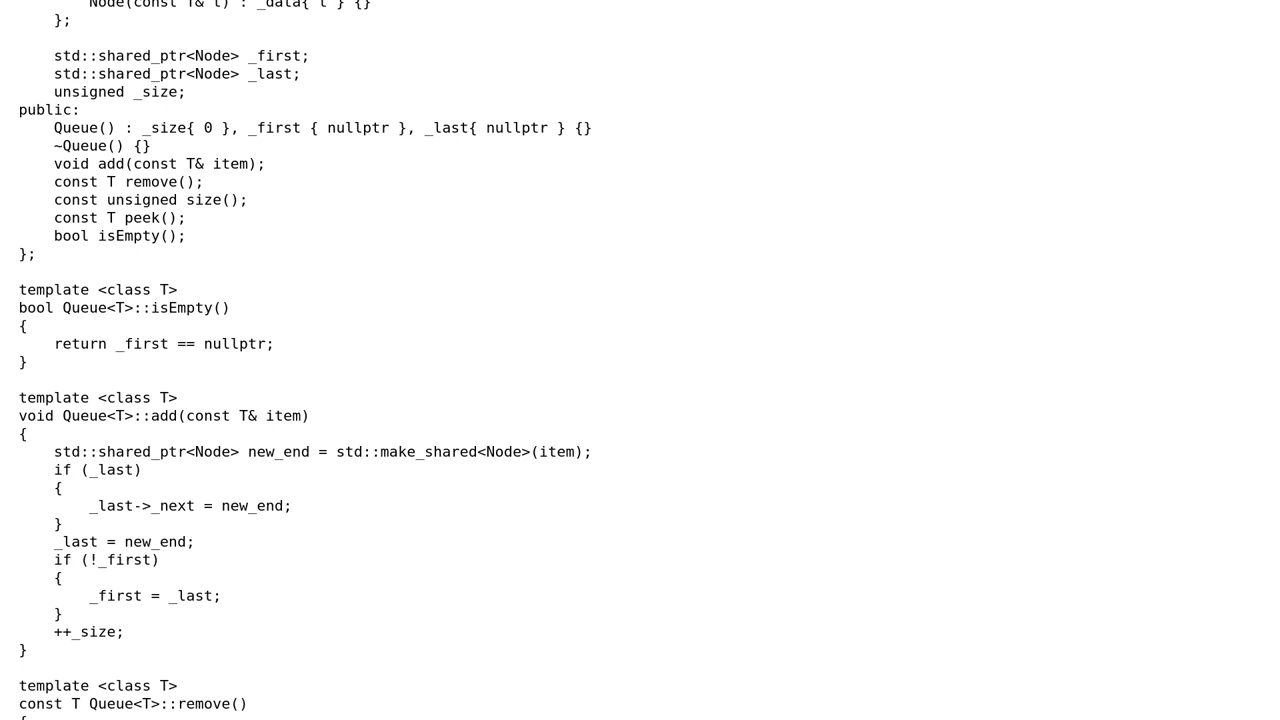 Node(const T& t) : _data{ t } {}
    };

    std::shared_ptr<Node> _first;
    std::shared_ptr<Node> _last;
    unsigned _size;
public:
    Queue() : _size{ 0 }, _first { nullptr }, _last{ nullptr } {}
    ~Queue() {}
    void add(const T& item);
    const T remove();
    const unsigned size();
    const T peek();
    bool isEmpty();
};

template <class T>
bool Queue<T>::isEmpty()
{
    return _first == nullptr;
}

template <class T>
void Queue<T>::add(const T& item)
{
    std::shared_ptr<Node> new_end = std::make_shared<Node>(item);
    if (_last)
    {
        _last->_next = new_end;
    }
    _last = new_end;
    if (!_first)
    {
        _first = _last;
    }
    ++_size;
}

template <class T>
const T Queue<T>::remove()
{